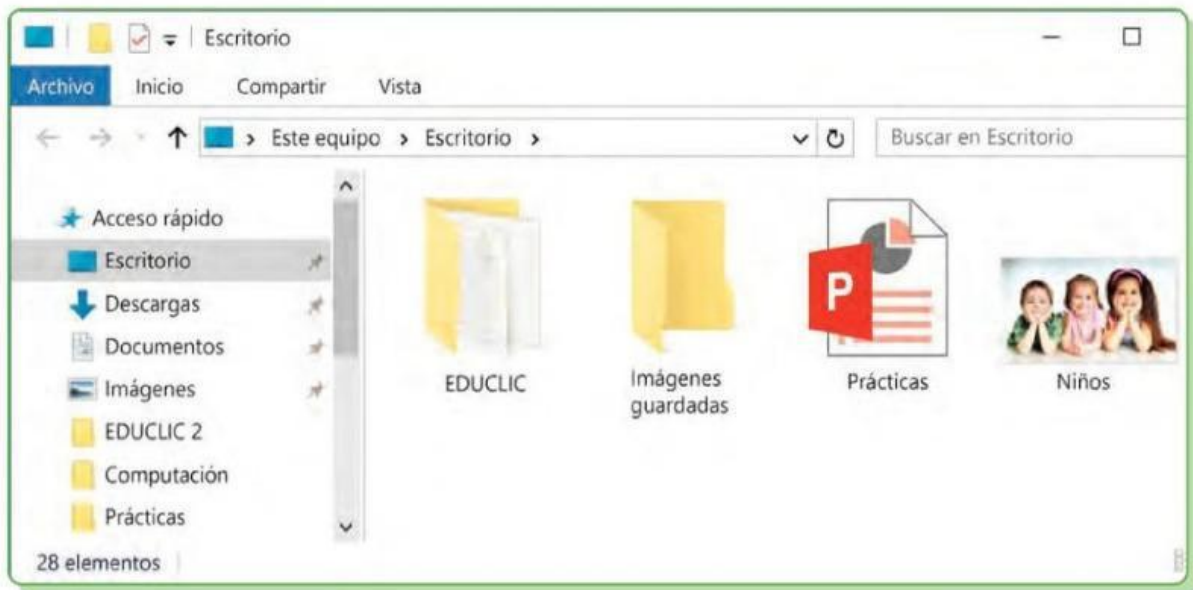 Escritorio
Archivo Inicio Compartir Vista
Este equipo > Escritorio >
Buscar en Escritorio
Acceso rápido
Escritorio
Descargas
Documentos
Imágenes
EDUCLIC 2
Computación
Prácticas
EDUCLIC
Imágenes
guardadas
P
Prácticas
Niños
28 elementos